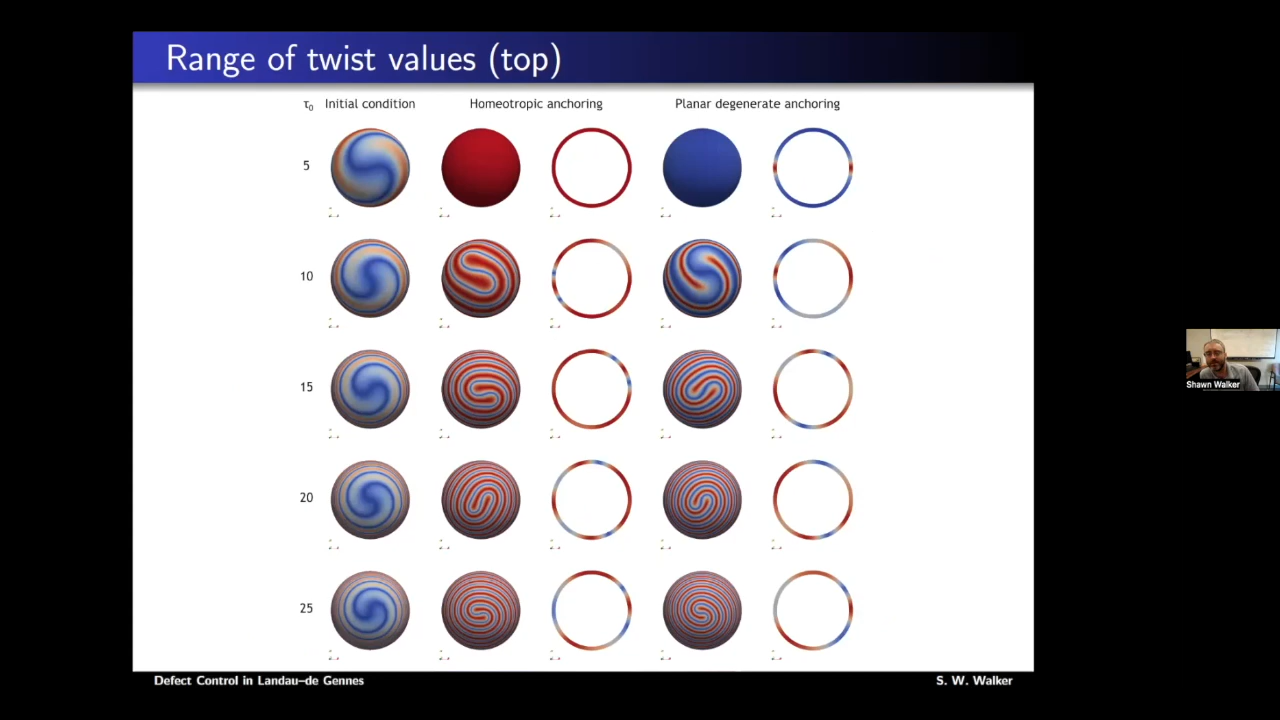 Range of twist values (top)
τ₀ Initial condition Homeotropic anchoring Planar degenerate anchoring
5
10
15
20
25
Shawn Walker
Defect Control in Landau–de Gennes S. W. Walker